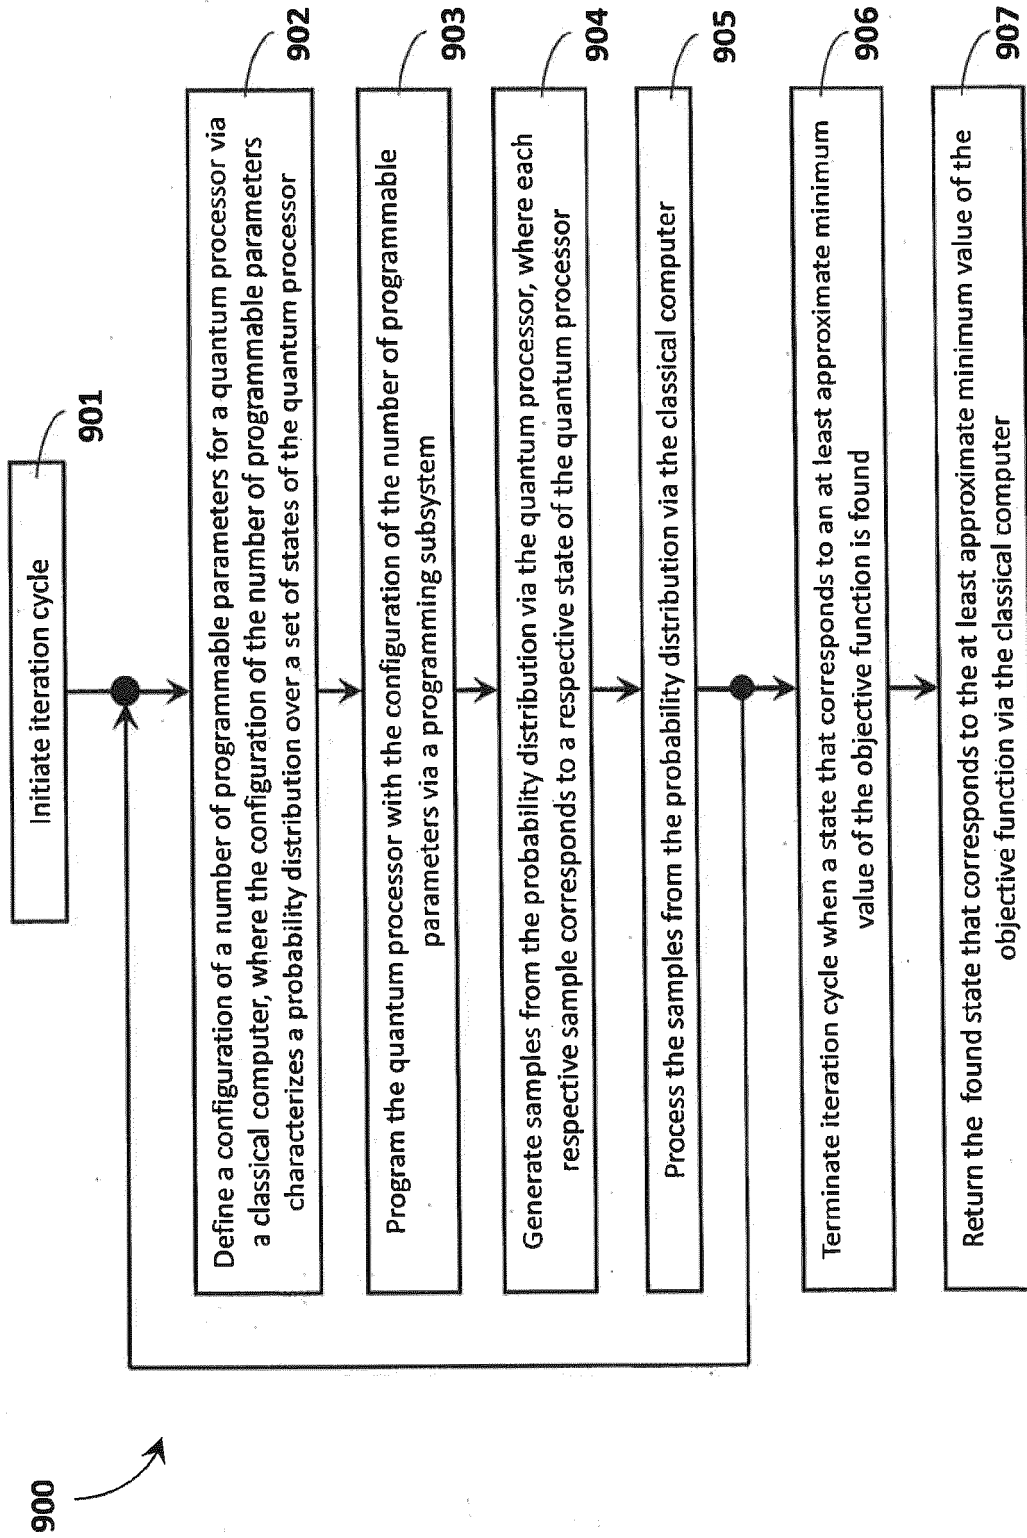 900
901
Initiate iteration cycle
902
Define a configuration of a number of programmable parameters for a quantum processor via
a classical computer, where the configuration of the number of programmable parameters
characterizes a probability distribution over a set of states of the quantum processor
903
Program the quantum processor with the configuration of the number of programmable
parameters via a programming subsystem
904
Generate samples from the probability distribution via the quantum processor, where each
respective sample corresponds to a respective state of the quantum processor
905
Process the samples from the probability distribution via the classical computer
906
Terminate iteration cycle when a state that corresponds to an at least approximate minimum
value of the objective function is found
907
Return the found state that corresponds to the at least approximate minimum value of the
objective function via the classical computer